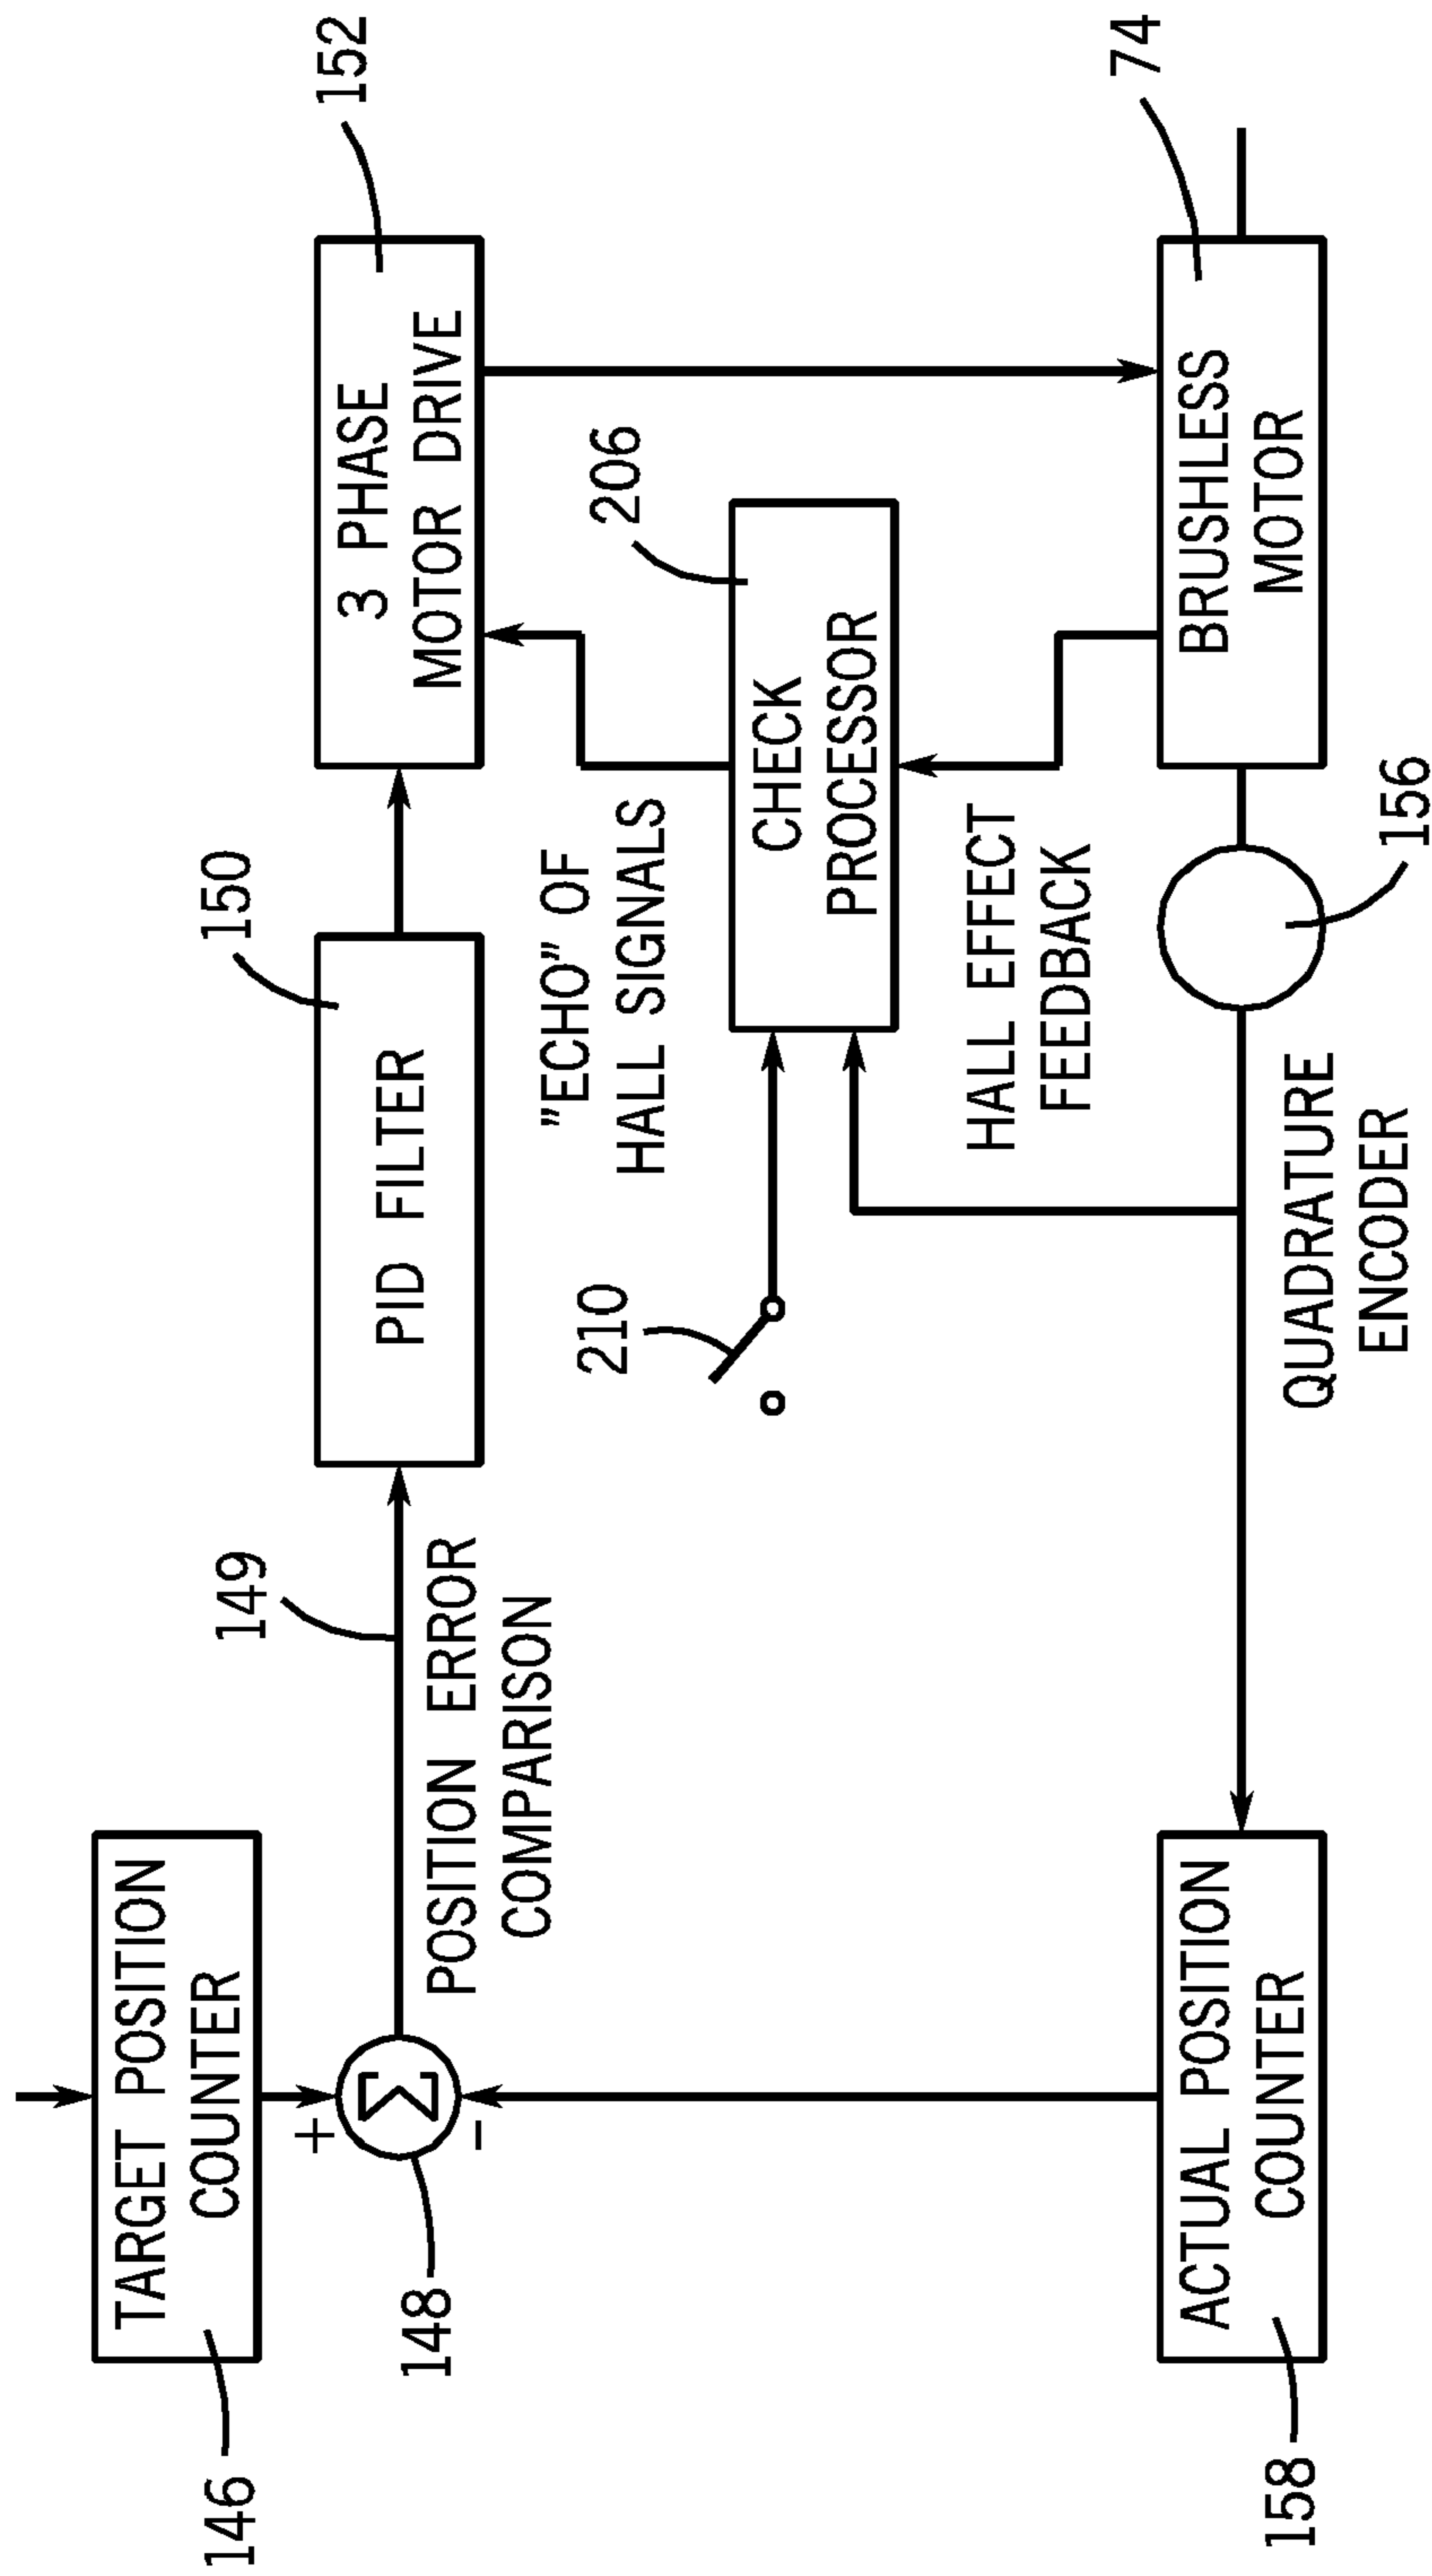 TARGET POSITION
COUNTER
146
+
Σ
-
148
149
POSITION ERROR
COMPARISON
150
PID FILTER
152
3 PHASE
MOTOR DRIVE
"ECHO" OF
HALL SIGNALS
210
206
CHECK
PROCESSOR
HALL EFFECT
FEEDBACK
74
BRUSHLESS
MOTOR
156
QUADRATURE
ENCODER
ACTUAL POSITION
COUNTER
158